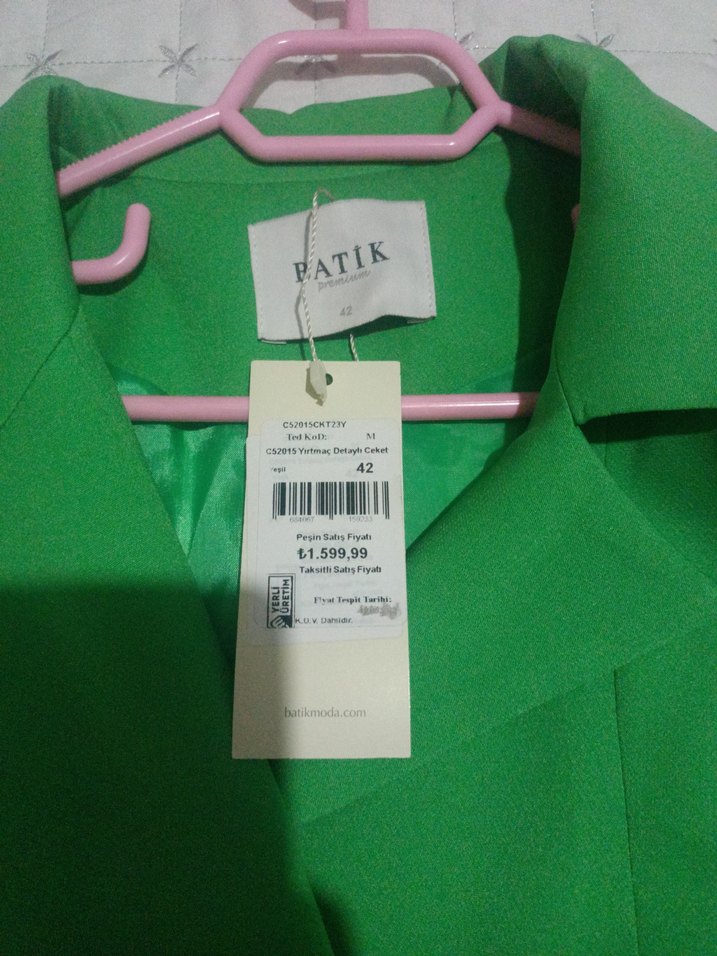 BATİK
premium
42
C52015CKT23Y
Ted KoD: M
C52015 Yırtmaç Detaylı Ceket
Yeşil 42
Peşin Satış Fiyatı
₺1.599,99
Taksitli Satış Fiyatı
Fiyat Tespit Tarihi:
YERLİ
ÜRETİM
K.D.V. Dahildir.
batikmoda.com